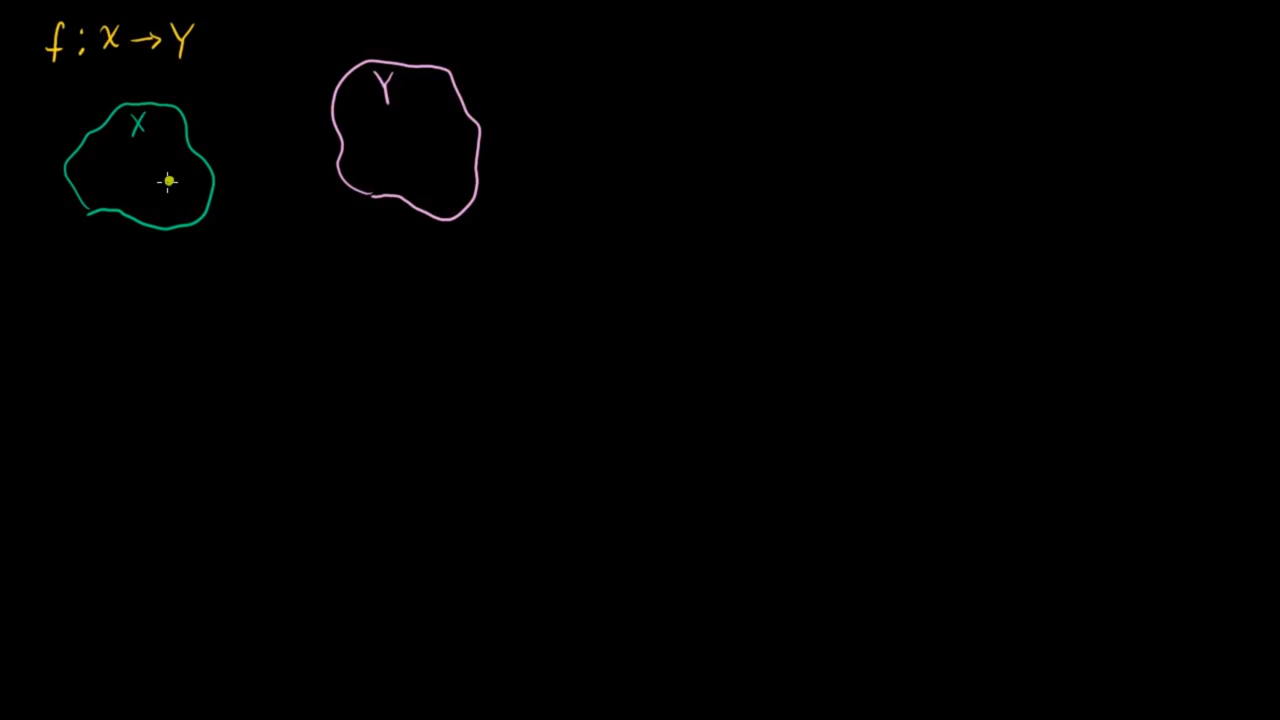 f : X → Y
X
Y